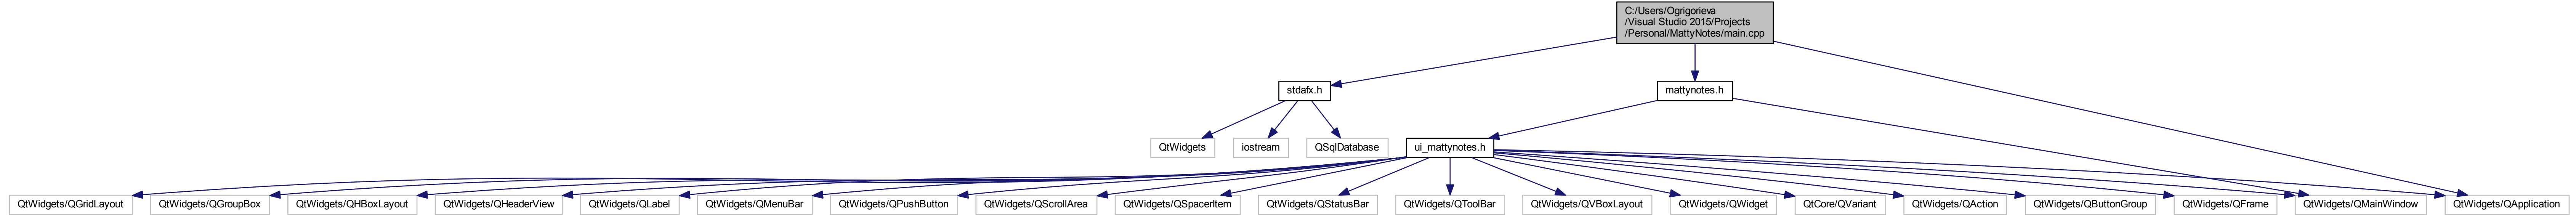 C:/Users/Ogrigorieva
/Visual Studio 2015/Projects
/Personal/MattyNotes/main.cpp
stdafx.h
mattynotes.h
QtWidgets
iostream
QSqlDatabase
ui_mattynotes.h
QtWidgets/QGridLayout
QtWidgets/QGroupBox
QtWidgets/QHBoxLayout
QtWidgets/QHeaderView
QtWidgets/QLabel
QtWidgets/QMenuBar
QtWidgets/QPushButton
QtWidgets/QScrollArea
QtWidgets/QSpacerItem
QtWidgets/QStatusBar
QtWidgets/QToolBar
QtWidgets/QVBoxLayout
QtWidgets/QWidget
QtCore/QVariant
QtWidgets/QAction
QtWidgets/QButtonGroup
QtWidgets/QFrame
QtWidgets/QMainWindow
QtWidgets/QApplication